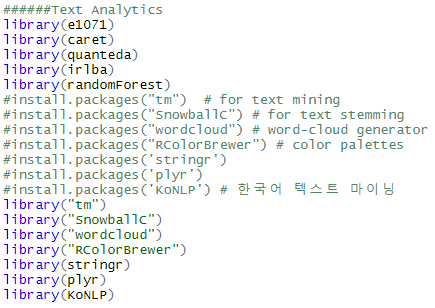 ######Text Analytics
library(e1071)
library(caret)
library(quanteda)
library(irlba)
library(randomForest)
#install.packages("tm")  # for text mining
#install.packages("SnowballC") # for text stemming
#install.packages("wordcloud") # word-cloud generator
#install.packages("RColorBrewer") # color palettes
#install.packages('stringr')
#install.packages('plyr')
#install.packages('KoNLP') # 한국어 텍스트 마이닝
library("tm")
library("SnowballC")
library("wordcloud")
library("RColorBrewer")
library(stringr)
library(plyr)
library(KoNLP)